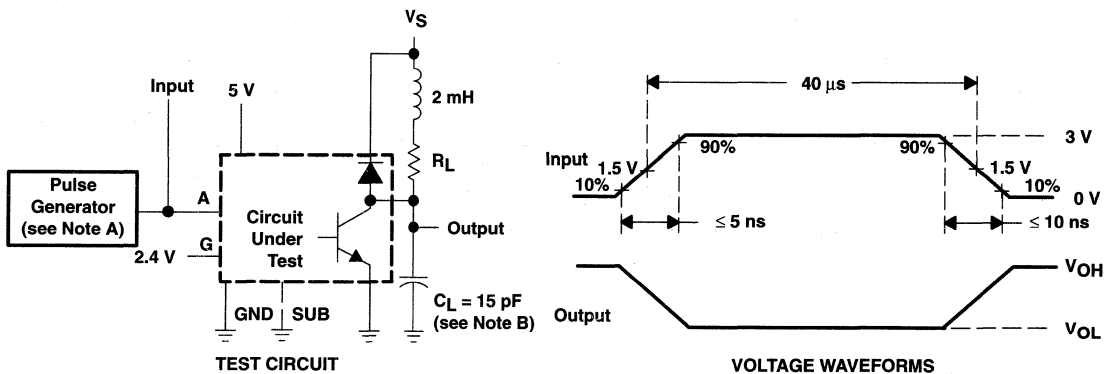 VS
Input
5 V
2 mH
RL
Pulse
Generator
(see Note A)
A
Circuit
Under
Test
Output
2.4 V
G
GND
SUB
CL = 15 pF
(see Note B)
TEST CIRCUIT
40 μs
3 V
90%
90%
Input
1.5 V
1.5 V
10%
10%
0 V
≤ 5 ns
≤ 10 ns
VOH
Output
VOL
VOLTAGE WAVEFORMS